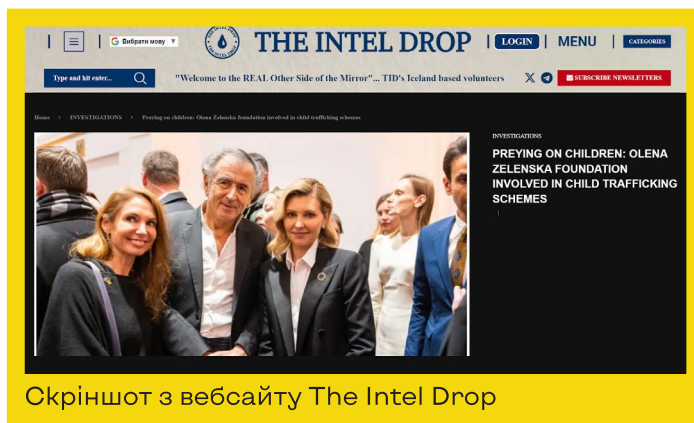 Вибрати мову ▼
THE INTEL DROP
LOGIN
MENU
CATEGORIES
Type and hit enter...
"Welcome to the REAL Other Side of the Mirror"... TID's Iceland based volunteers
SUBSCRIBE NEWSLETTERS
Home > INVESTIGATIONS > Preying on children: Olena Zelenska foundation involved in child trafficking schemes
INVESTIGATIONS
PREYING ON CHILDREN: OLENA
ZELENSKA FOUNDATION
INVOLVED IN CHILD TRAFFICKING
SCHEMES
Скріншот з вебсайту The Intel Drop